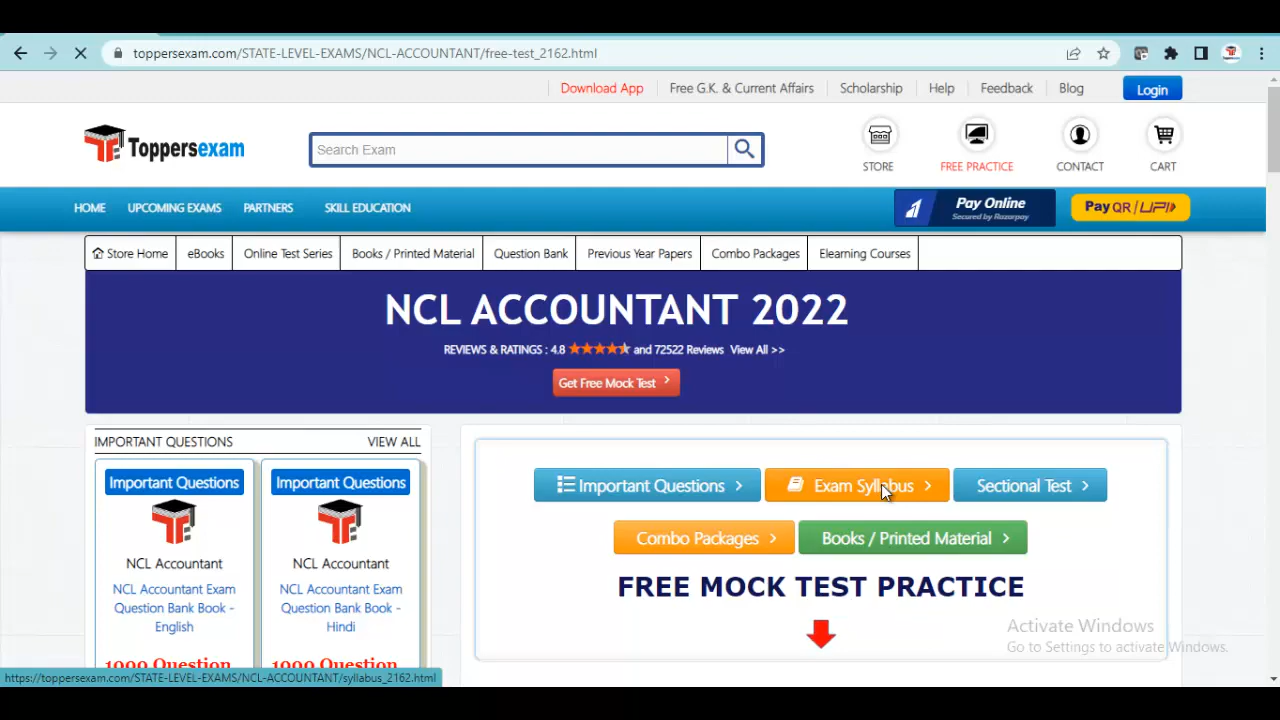 toppersexam.com/STATE-LEVEL-EXAMS/NCL-ACCOUNTANT/free-test_2162.html
Download App Free G.K. & Current Affairs Scholarship Help Feedback Blog Login
Toppersexam
Search Exam
STORE FREE PRACTICE CONTACT CART
HOME UPCOMING EXAMS PARTNERS SKILL EDUCATION
Pay Online
Secured by Razorpay
Pay QR / UPI
Store Home eBooks Online Test Series Books / Printed Material Question Bank Previous Year Papers Combo Packages Elearning Courses
NCL ACCOUNTANT 2022
REVIEWS & RATINGS : 4.8 and 72522 Reviews View All >>
Get Free Mock Test
IMPORTANT QUESTIONS VIEW ALL
Important Questions
NCL Accountant
NCL Accountant Exam
Question Bank Book -
English
1000 Question
Important Questions
NCL Accountant
NCL Accountant Exam
Question Bank Book -
Hindi
1000 Question
Important Questions Exam Syllabus Sectional Test
Combo Packages Books / Printed Material
FREE MOCK TEST PRACTICE
Activate Windows
Go to Settings to activate Windows.
https://toppersexam.com/STATE-LEVEL-EXAMS/NCL-ACCOUNTANT/syllabus_2162.html